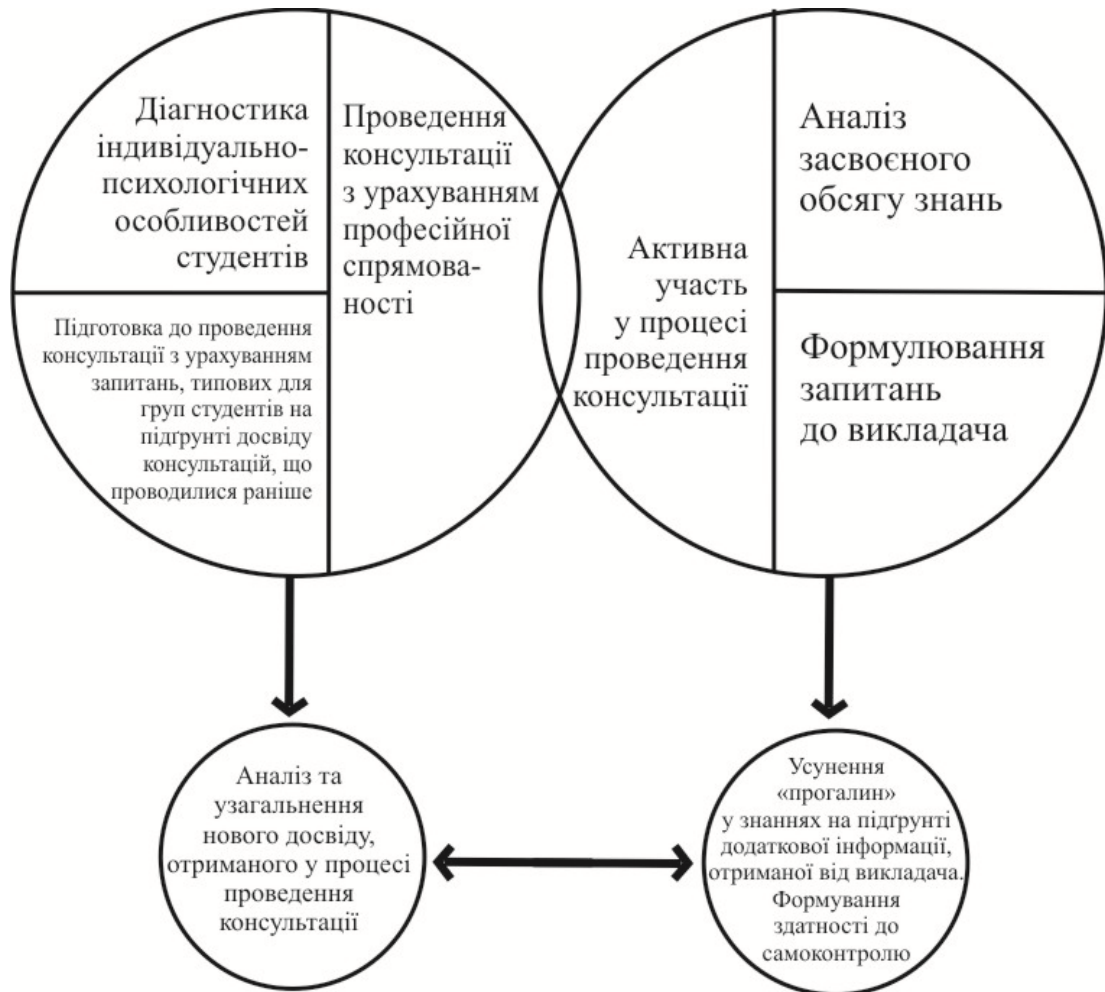 Діагностика
індивідуально-
психологічних
особливостей
студентів
Підготовка до проведення
консультації з урахуванням
запитань, типових для
груп студентів на
підґрунті досвіду
консультацій, що
проводилися раніше
Проведення
консультації
з урахуванням
професійної
спрямова-
ності
Активна
участь
у процесі
проведення
консультації
Аналіз
засвоєного
обсягу знань
Формулювання
запитань
до викладача
Аналіз та
узагальнення
нового досвіду,
отриманого у процесі
проведення
консультації
Усунення
«прогалин»
у знаннях на підґрунті
додаткової інформації,
отриманої від викладача.
Формування
здатності до
самоконтролю